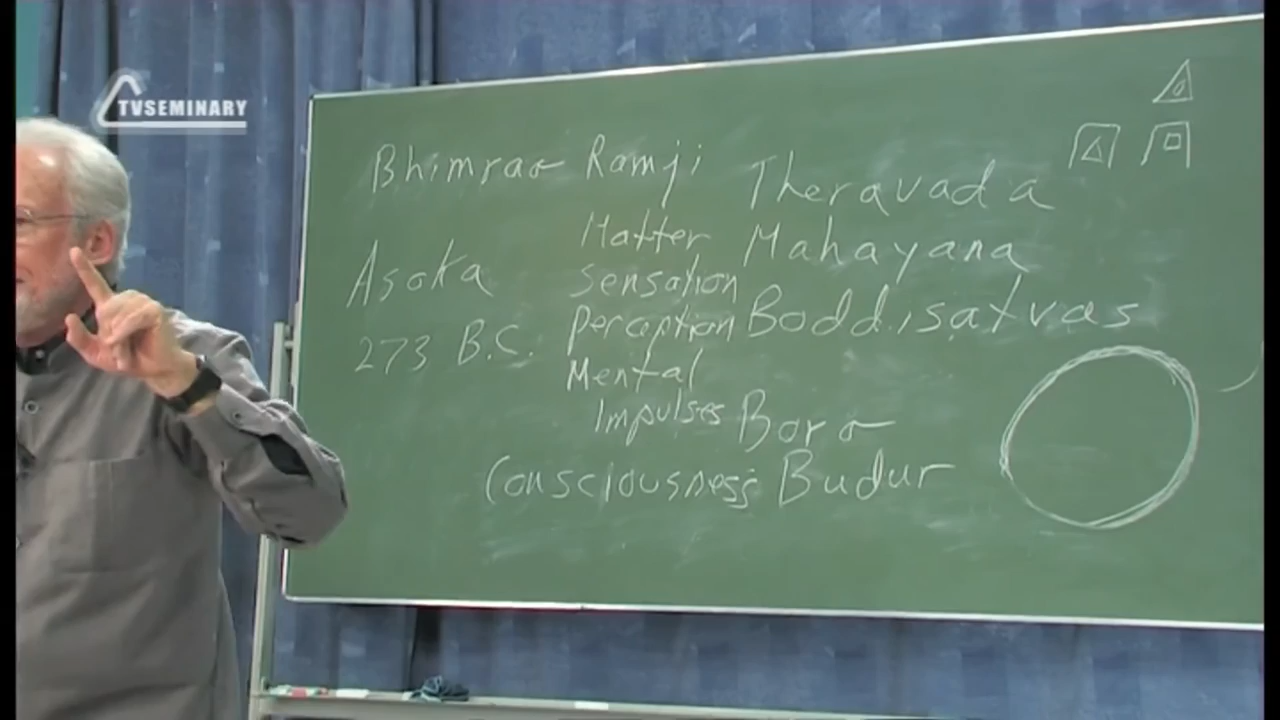 TVSEMINARY
Bhimrao Ramji
Asoka
273 B.C.
Matter
Sensation
perception
Mental
Impulses
Consciousness
Theravada
Mahayana
Boddisatvas
Boro
Budur